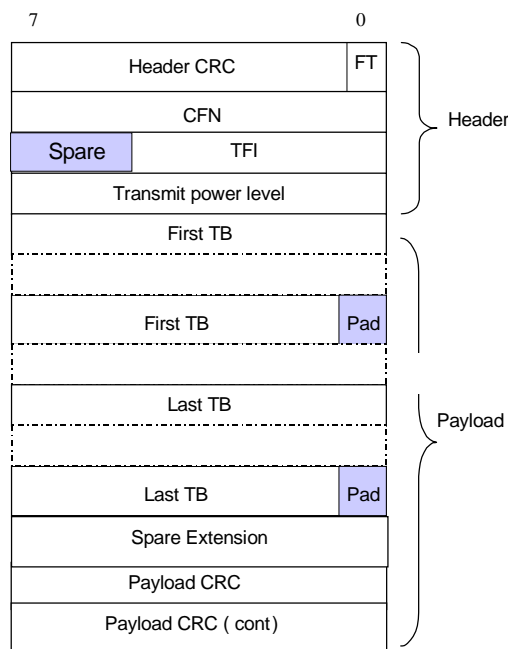 7 0
Header CRC FT
Header
CFN
Spare TFI
Transmit power level
First TB
First TB Pad
Last TB
Payload
Last TB Pad
Spare Extension
Payload CRC
Payload CRC ( cont)